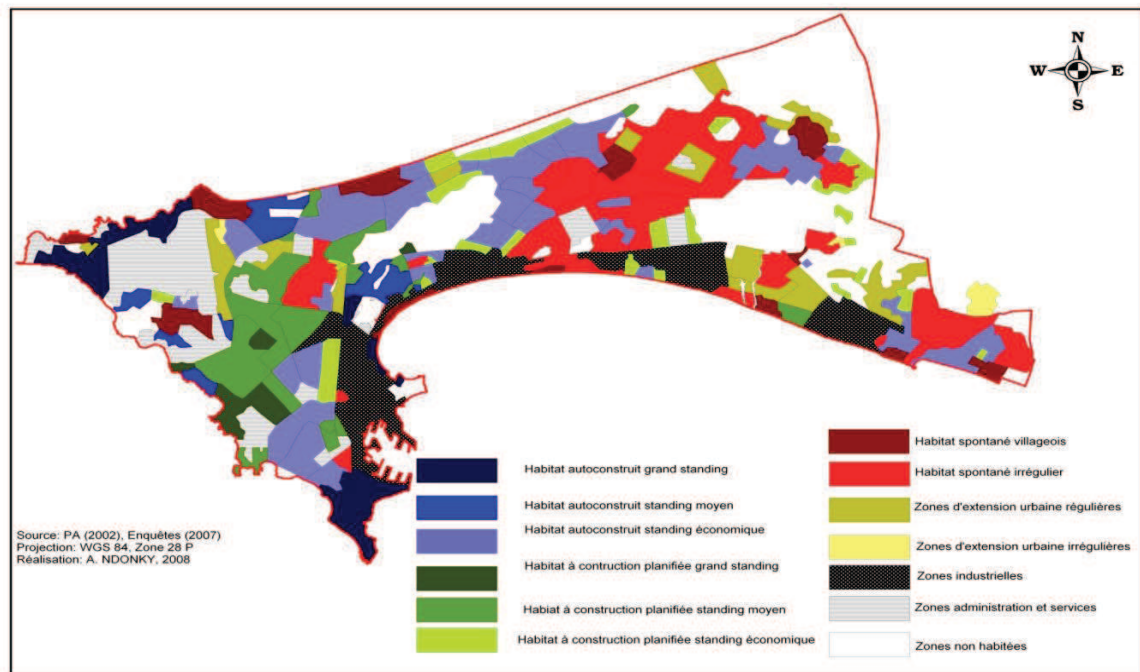 N
W E
S
Habitat autoconstruit grand standing
Habitat autoconstruit standing moyen
Habitat autoconstruit standing économique
Habitat à contruction planifiée grand standing
Habiat à construction planifiée standing moyen
Habitat à construction planifiée standing économique
Habitat spontané villageois
Habitat spontané irrégulier
Zones d'extension urbaine régulières
Zones d'extension urbaine irrégulières
Zones industrielles
Zones administration et services
Zones non habitées
Source: PA (2002), Enquêtes (2007)
Projection: WGS 84, Zone 28 P
Réalisation: A. NDONKY, 2008